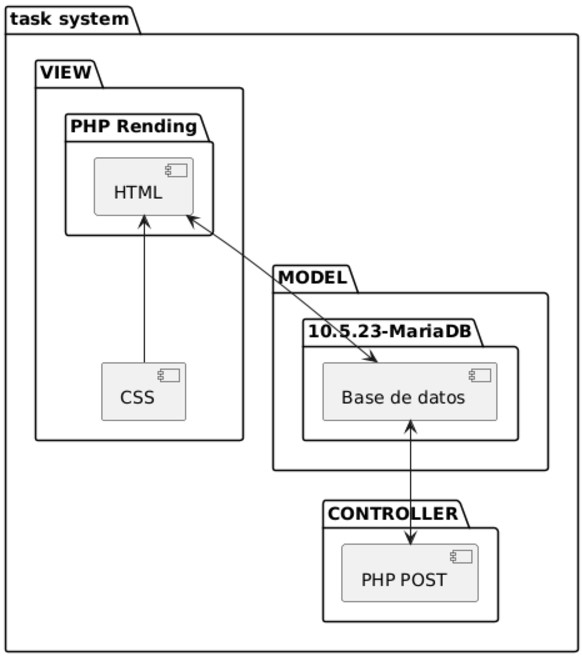 task system
VIEW
PHP Rending
HTML
MODEL
10.5.23-MariaDB
CSS
Base de datos
CONTROLLER
PHP POST